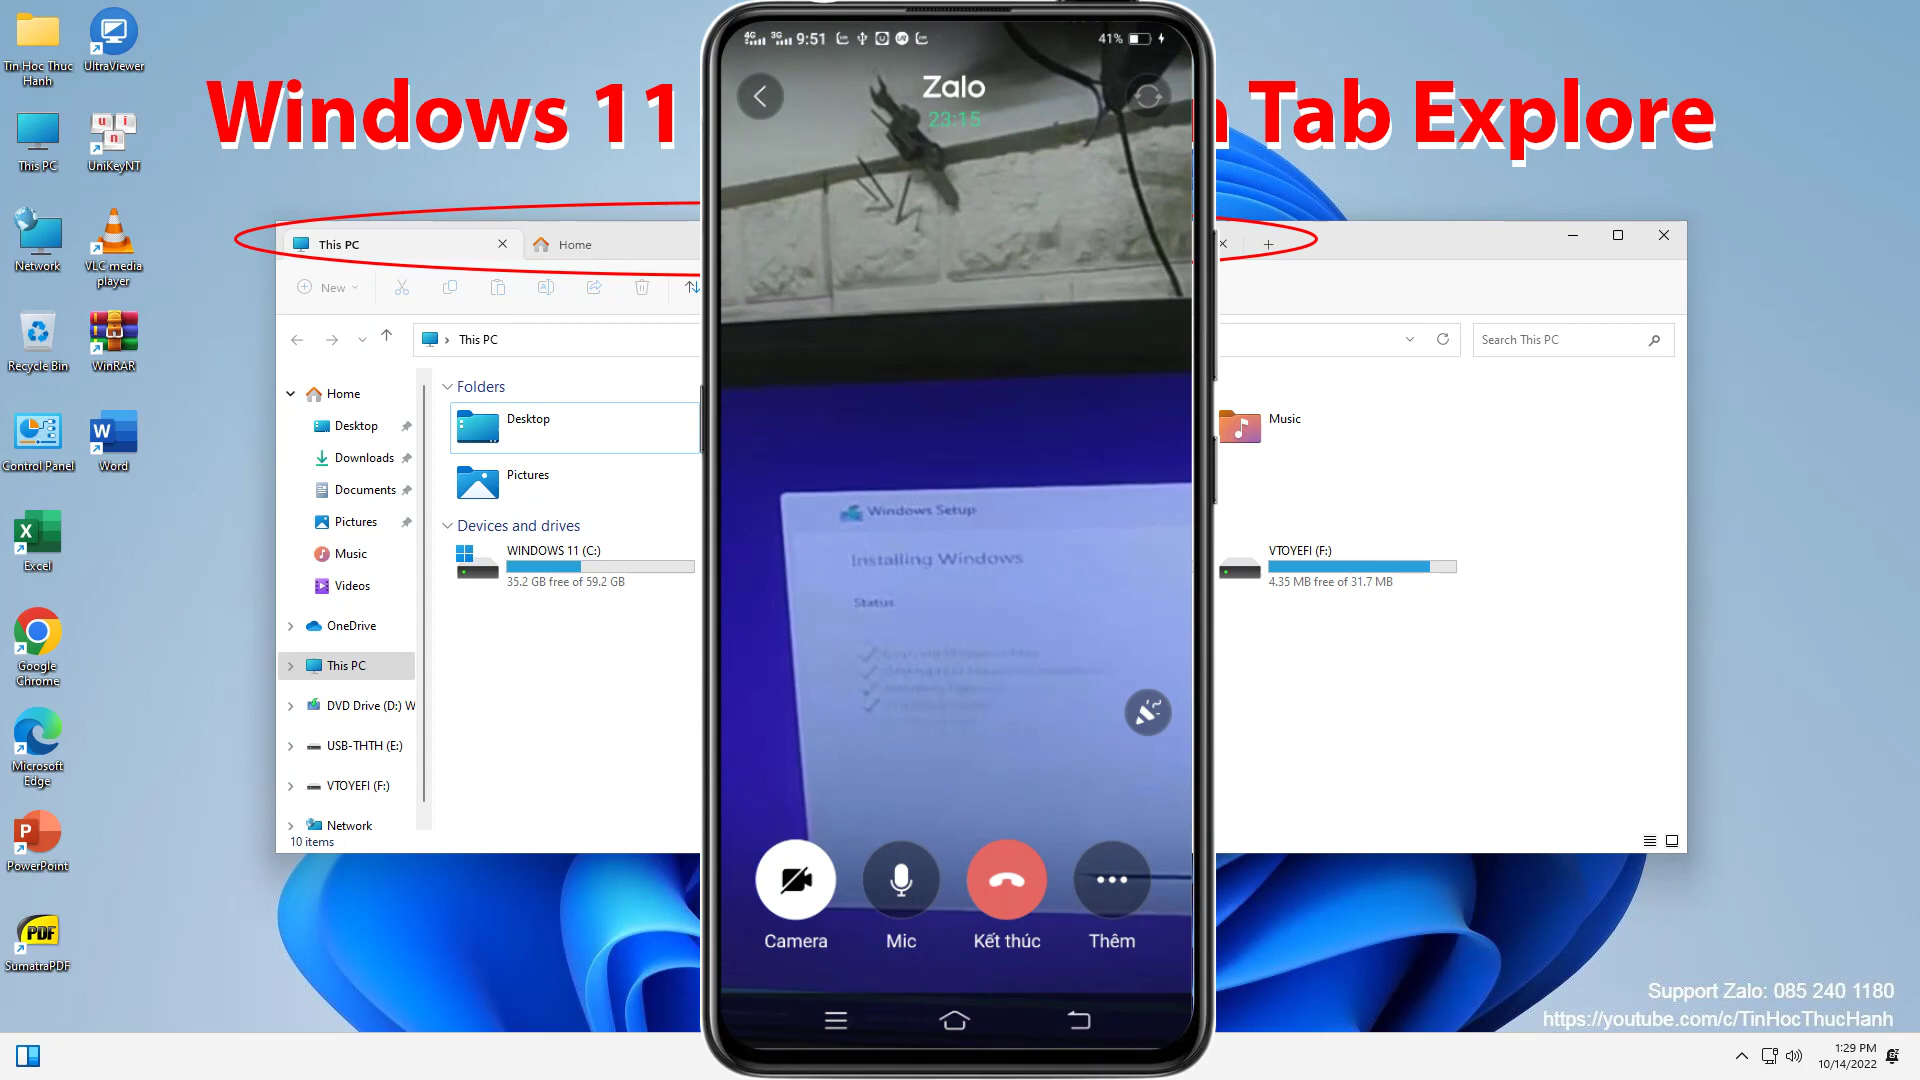 Tin Hoc Thuc
Hanh
UltraViewer
This PC
UniKeyNT
Network
VLC media
player
Recycle Bin
WinRAR
Control Panel
Word
Excel
Google
Chrome
Microsoft
Edge
PowerPoint
SumatraPDF
Windows 11
Tab Explore
This PC
Home
New
This PC
Search This PC
Home
Desktop
Downloads
Documents
Pictures
Music
Videos
OneDrive
This PC
DVD Drive (D:) W
USB-THTH (E:)
VTOYEFI (F:)
Network
10 items
Folders
Desktop
Pictures
Music
Devices and drives
WINDOWS 11 (C:)
35.2 GB free of 59.2 GB
VTOYEFI (F:)
4.35 MB free of 31.7 MB
4G 3G 9:51
41%
Zalo
23:15
Windows Setup
Installing Windows
Status
Camera
Mic
Kết thúc
Thêm
Support Zalo: 085 240 1180
https://youtube.com/c/TinHocThucHanh
1:29 PM
10/14/2022